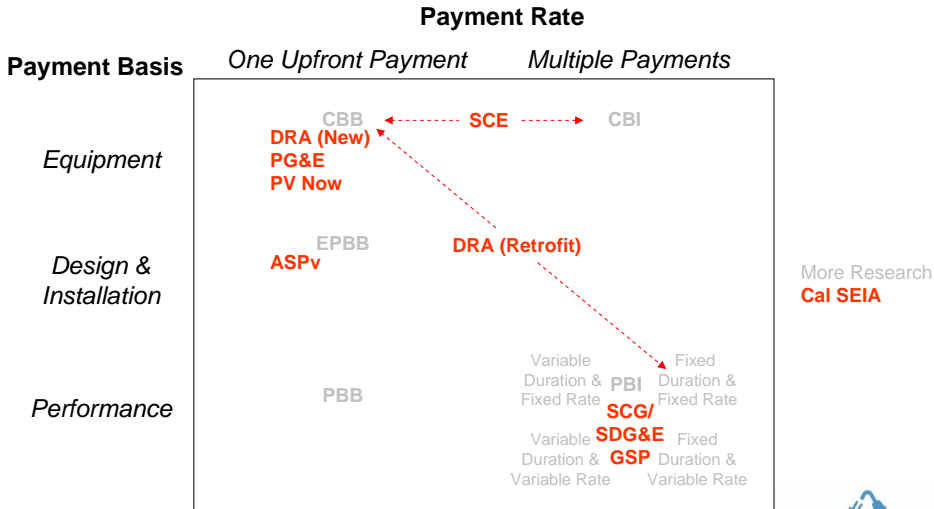 Payment Rate
Payment Basis
One Upfront Payment
Multiple Payments
CBB
SCE
CBI
DRA (New)
PG&E
PV Now
Equipment
EPBB
DRA (Retrofit)
ASPv
Design &
Installation
More Research
Cal SEIA
Variable
Duration &
Fixed Rate
PBI
Fixed
Duration &
Fixed Rate
PBB
Performance
SCG/
SDG&E
GSP
Variable
Duration &
Variable Rate
Fixed
Duration &
Variable Rate